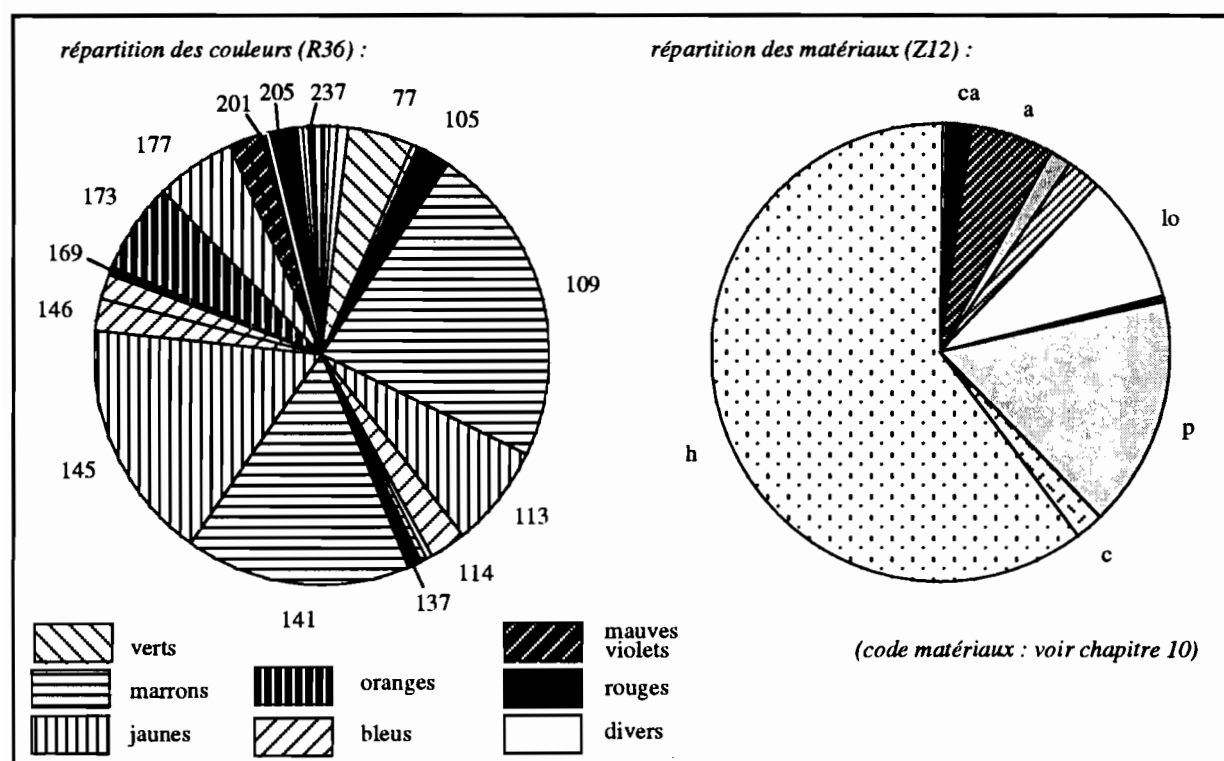 répartition des couleurs (R36) :
201
205
237
77
105
177
173
169
146
109
145
113
114
137
141
verts
marrons
jaunes
oranges
bleus
mauves
violets
rouges
divers
répartition des matériaux (Z12) :
ca
a
lo
p
c
h
(code matériaux : voir chapitre 10)